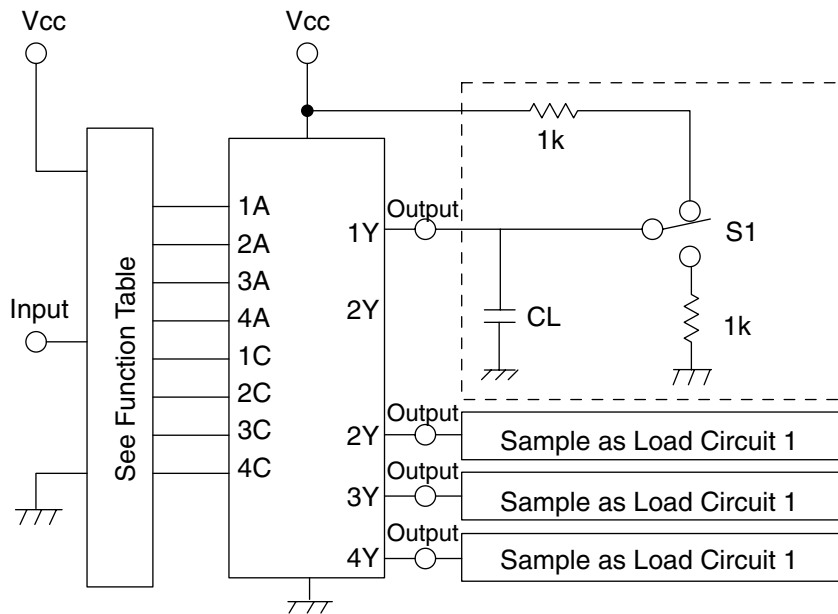 Vcc
Vcc
1k
Output
1A
2A
3A
4A
1C
2C
3C
4C
1Y
S1
Input
See Function Table
2Y
CL
1k
Output
2Y
Sample as Load Circuit 1
Output
3Y
Sample as Load Circuit 1
Output
4Y
Sample as Load Circuit 1